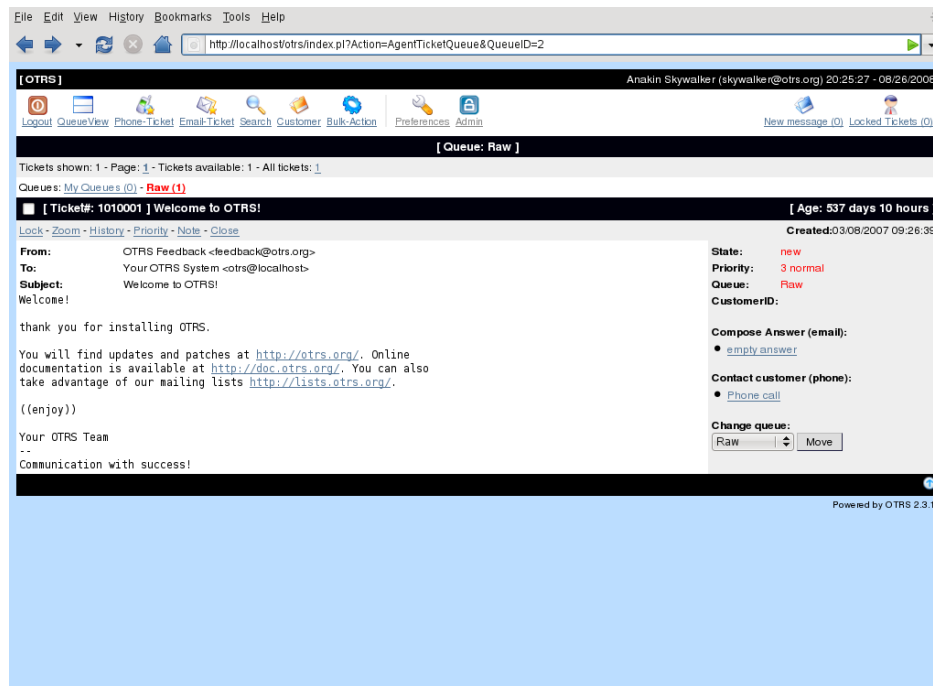 File Edit View History Bookmarks Tools Help
http://localhost/otrs/index.pl?Action=AgentTicketQueue&QueueID=2
[ OTRS ] Anakin Skywalker (skywalker@otrs.org) 20:25:27 - 08/26/2008
Logout QueueView Phone-Ticket Email-Ticket Search Customer Bulk-Action Preferences Admin New message (0) Locked Tickets (0)
[ Queue: Raw ]
Tickets shown: 1 - Page: 1 - Tickets available: 1 - All tickets: 1
Queues: My Queues (0) - Raw (1)
[ Ticket#: 1010001 ] Welcome to OTRS! [ Age: 537 days 10 hours ]
Lock - Zoom - History - Priority - Note - Close Created:03/08/2007 09:26:39
From: OTRS Feedback <feedback@otrs.org>
To: Your OTRS System <otrs@localhost>
Subject: Welcome to OTRS!
Welcome!
thank you for installing OTRS.
You will find updates and patches at http://otrs.org/. Online
documentation is available at http://doc.otrs.org/. You can also
take advantage of our mailing lists http://lists.otrs.org/.
((enjoy))
Your OTRS Team
--
Communication with success!
State: new
Priority: 3 normal
Queue: Raw
CustomerID:
Compose Answer (email):
empty answer
Contact customer (phone):
Phone call
Change queue:
Raw Move
Powered by OTRS 2.3.1